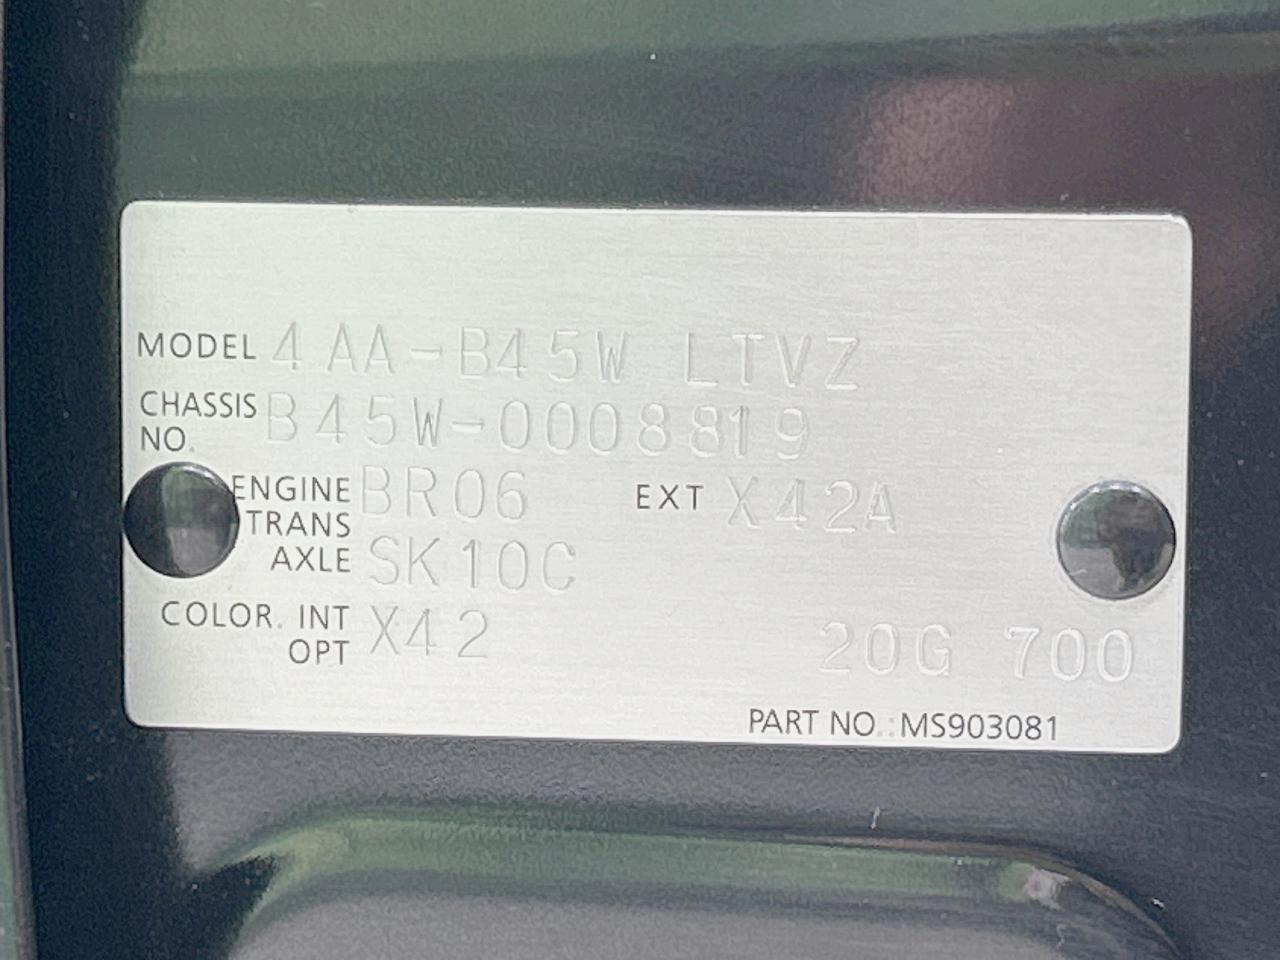 MODEL 4AA-B45W LTVZ
CHASSIS NO. B45W-0008819
ENGINE BR06 EXT X42A
TRANS AXLE SK10C
COLOR. INT X42
OPT 20G 700
PART NO.:MS903081